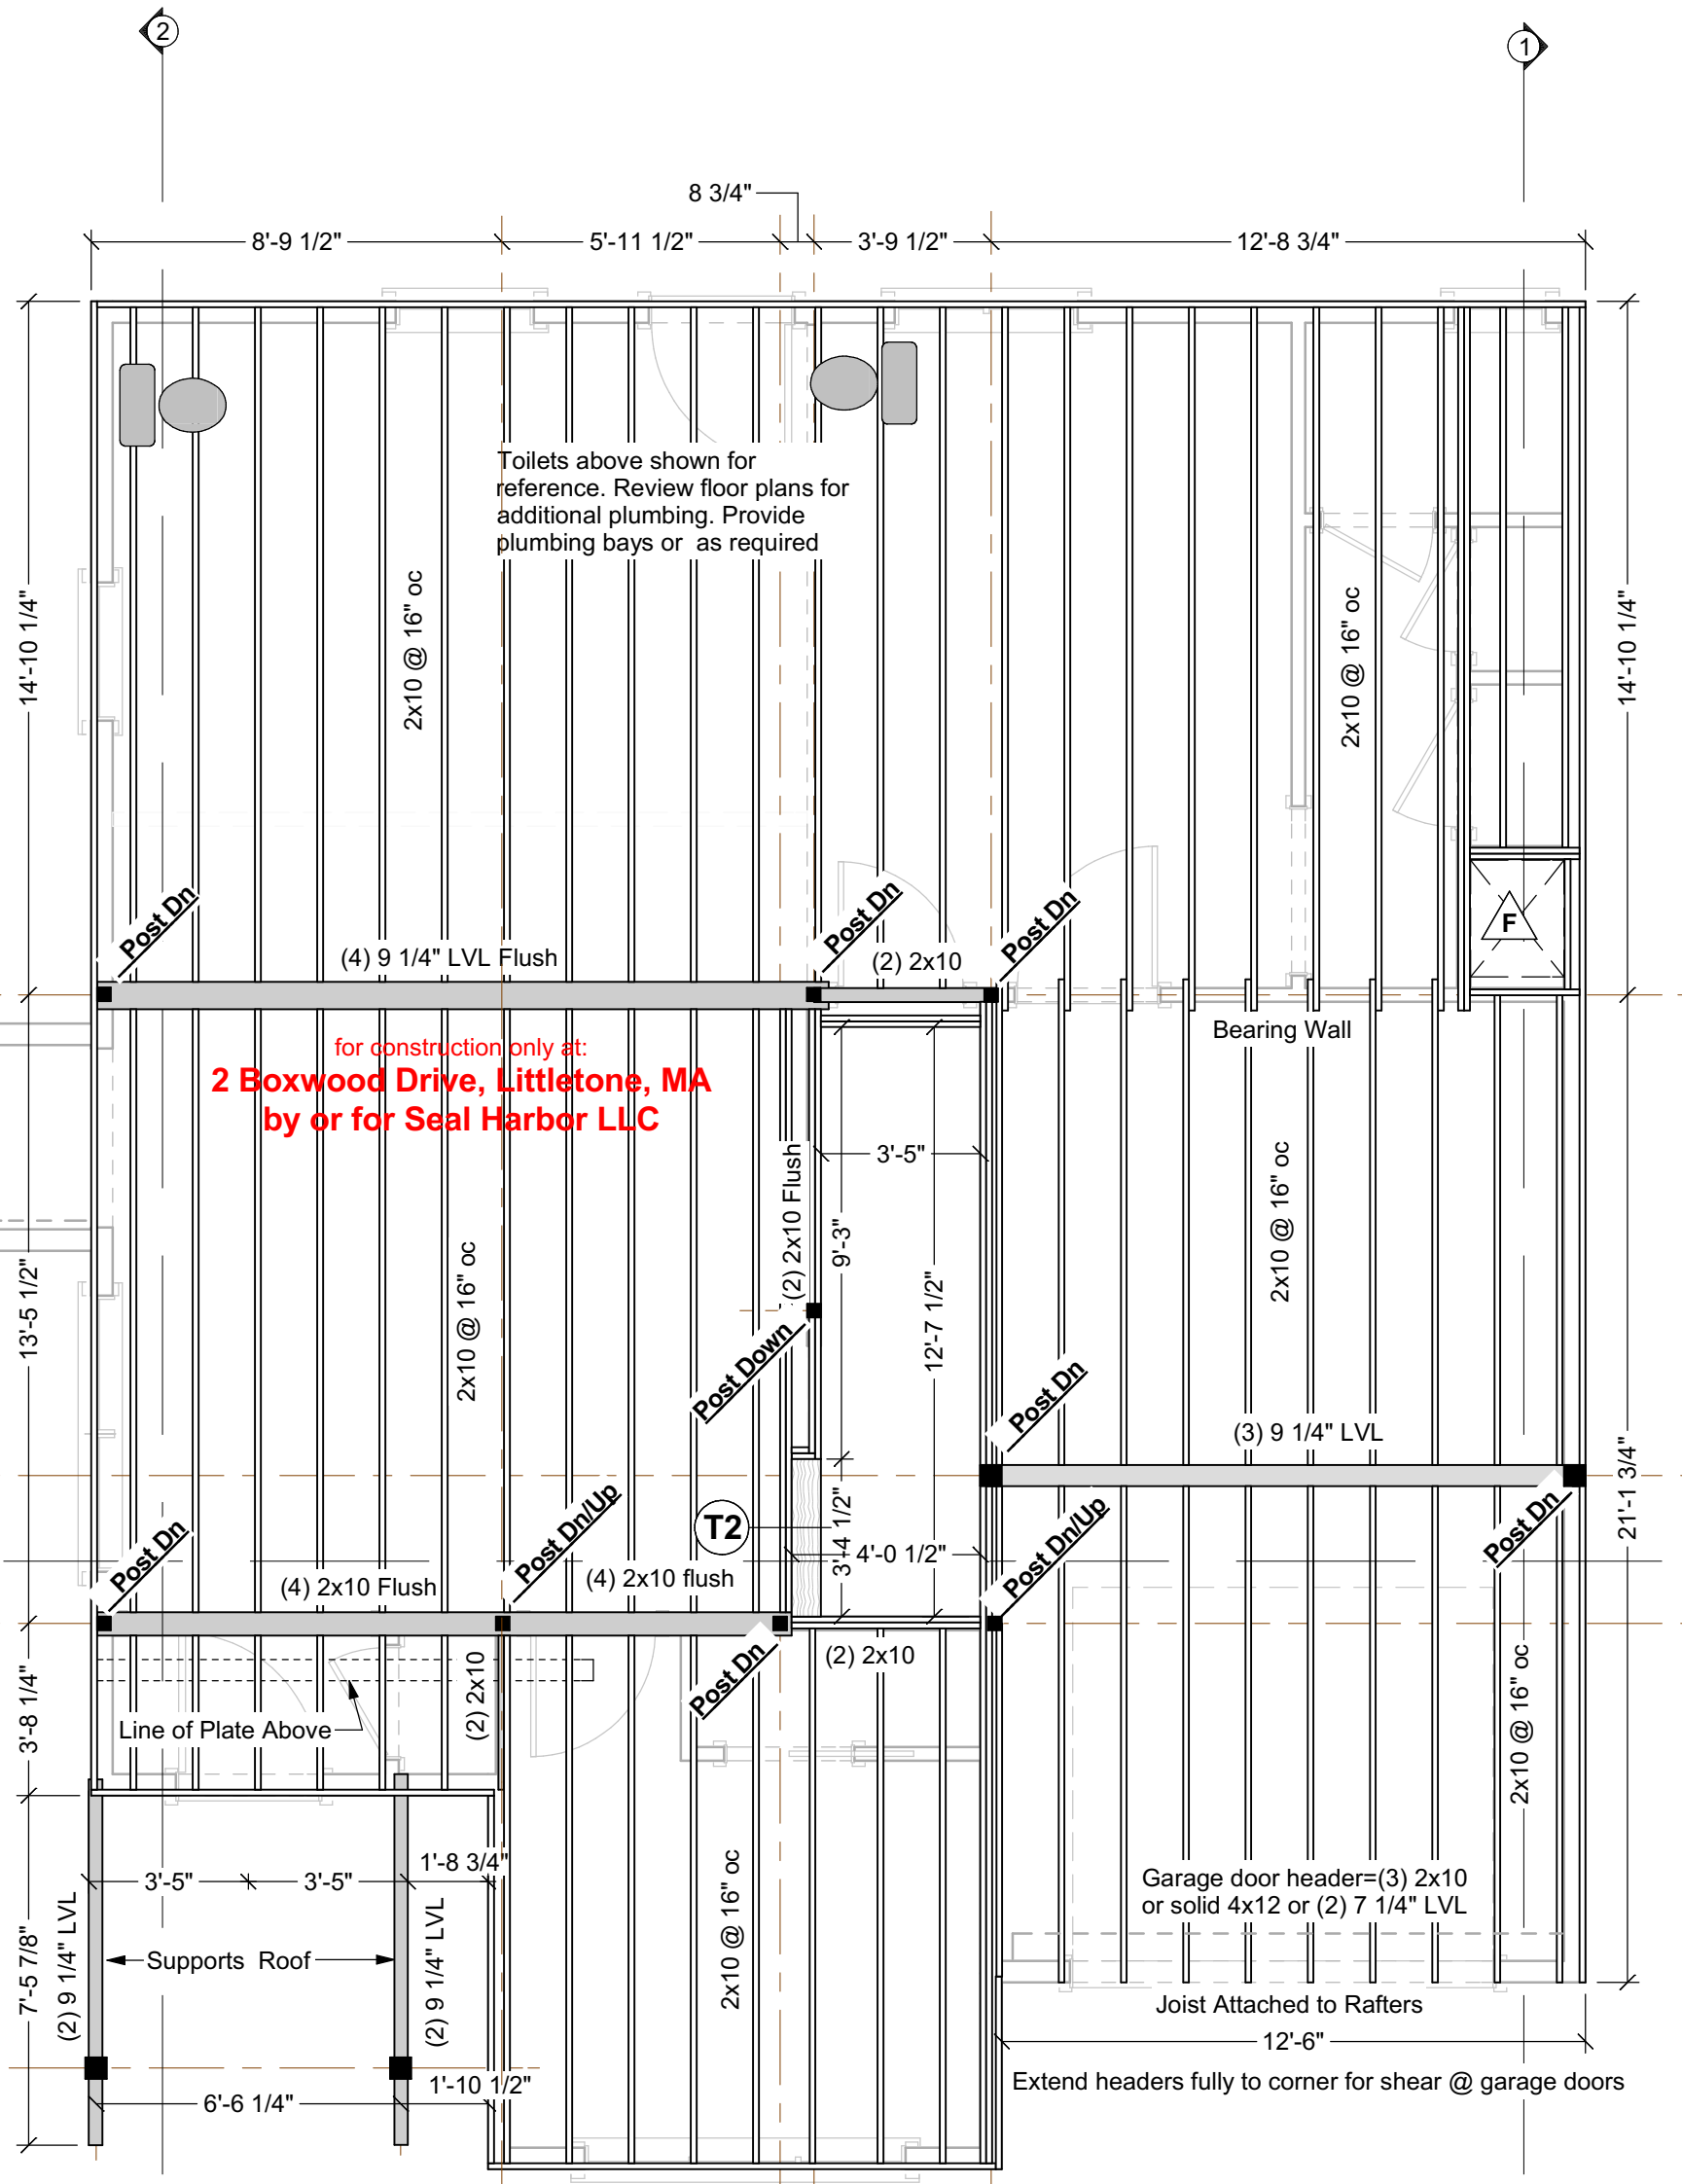 2
1
8 3/4"
8'-9 1/2"
5'-11 1/2"
3'-9 1/2"
12'-8 3/4"
Toilets above shown for
reference. Review floor plans for
additional plumbing. Provide
plumbing bays or  as required
14'-10 1/4"
2x10 @ 16" oc
2x10 @ 16" oc
14'-10 1/4"
Post Dn
Post Dn
Post Dn
F
(4) 9 1/4" LVL Flush
(2) 2x10
Bearing Wall
for construction only at:
2 Boxwood Drive, Littletone, MA
by or for Seal Harbor LLC
3'-5"
(2) 2x10 Flush
9'-3"
12'-7 1/2"
2x10 @ 16" oc
2x10 @ 16" oc
13'-5 1/2"
Post Down
Post Dn
(3) 9 1/4" LVL
21'-1 3/4"
T2
3'-4 1/2"
4'-0 1/2"
Post Dn
Post Dn/Up
Post Dn/Up
Post Dn
(4) 2x10 Flush
(4) 2x10 flush
Post Dn
(2) 2x10
(2) 2x10
3'-8 1/4"
Line of Plate Above
2x10 @ 16" oc
1'-8 3/4"
3'-5"
3'-5"
Garage door header=(3) 2x10
or solid 4x12 or (2) 7 1/4" LVL
7'-5 7/8"
(2) 9 1/4" LVL
Supports  Roof
(2) 9 1/4" LVL
2x10 @ 16" oc
Joist Attached to Rafters
12'-6"
Extend headers fully to corner for shear @ garage doors
1'-10 1/2"
6'-6 1/4"